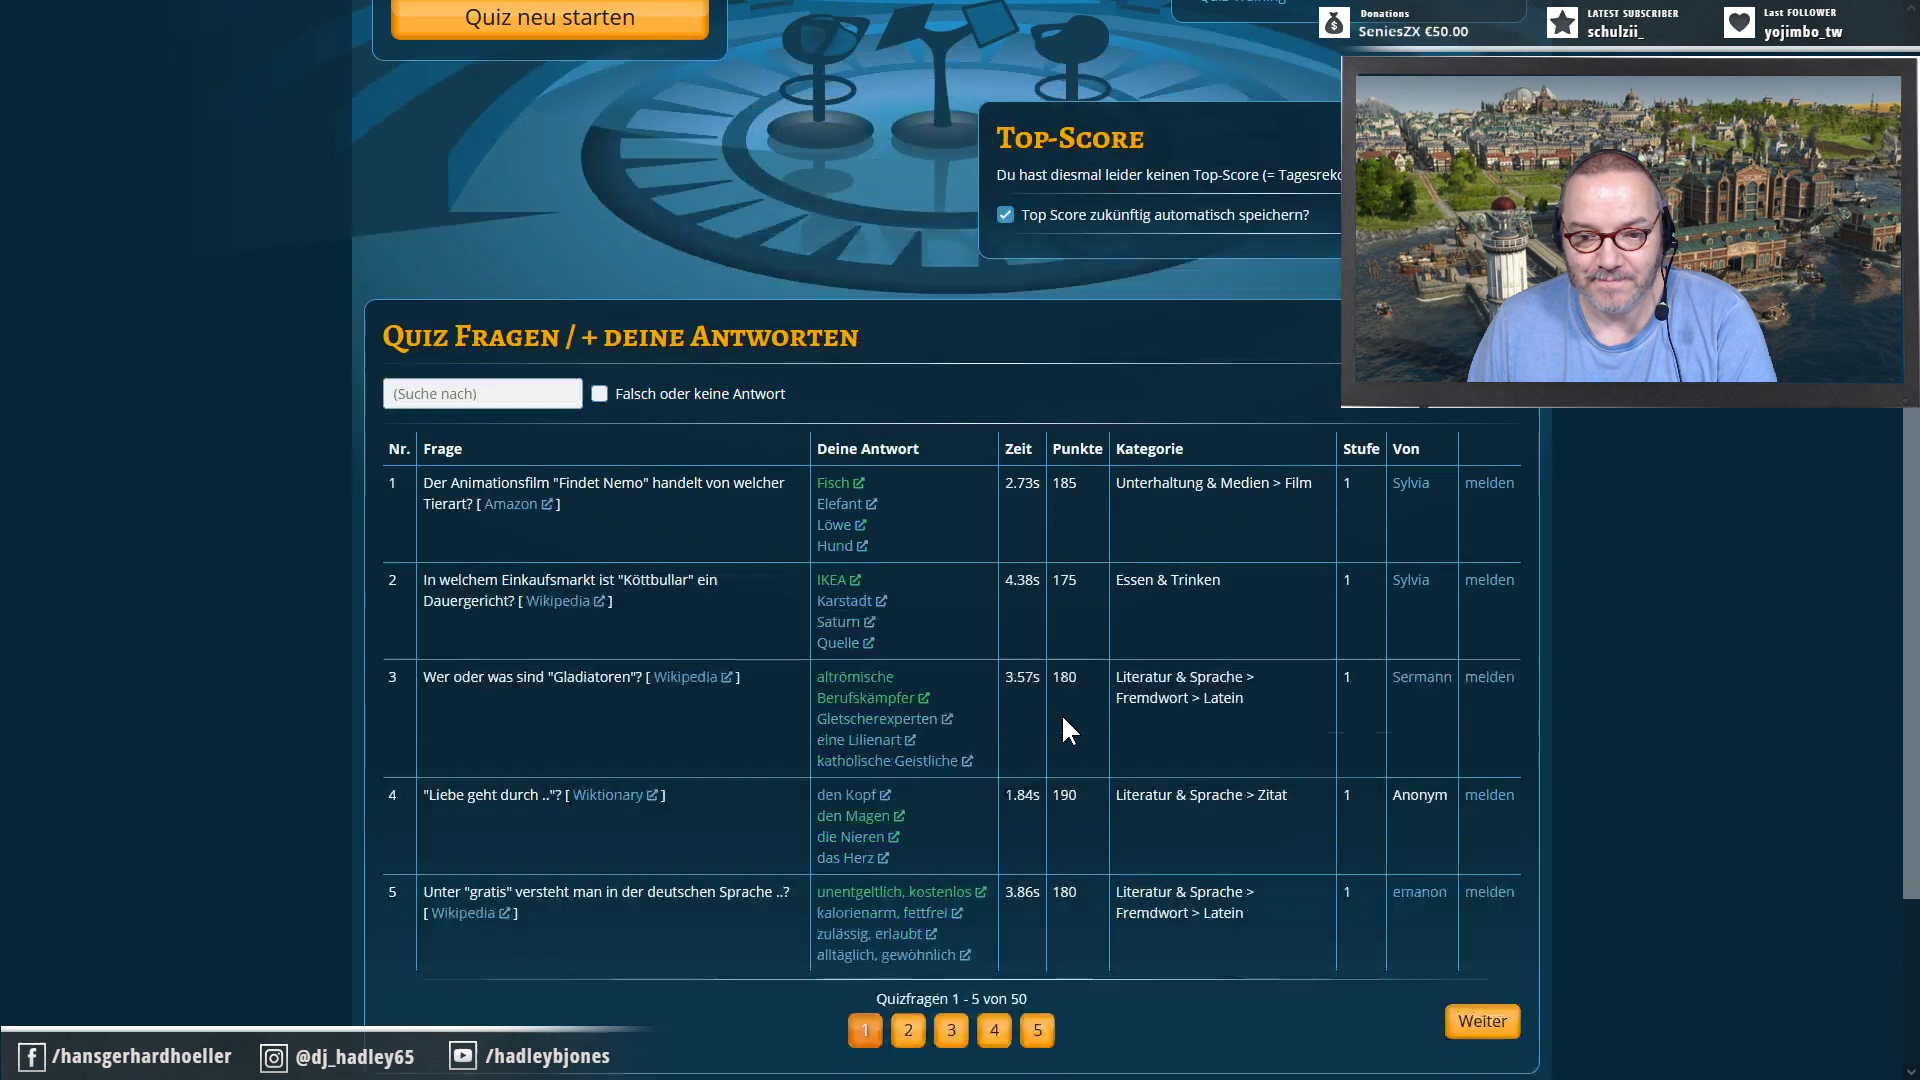 Quiz neu starten
Quiz Training
Donations
SeniesZX €50.00
LATEST SUBSCRIBER
schulzii_
Last FOLLOWER
yojimbo_tw
Top-Score
Du hast diesmal leider keinen Top-Score (= Tagesreko
Top Score zukünftig automatisch speichern?
Quiz Fragen / + deine Antworten
(Suche nach)
Falsch oder keine Antwort
Nr. Frage Deine Antwort Zeit Punkte Kategorie Stufe Von
1 Der Animationsfilm "Findet Nemo" handelt von welcher Fisch 2.73s 185 Unterhaltung & Medien > Film 1 Sylvia melden
Tierart? [ Amazon ] Elefant
Löwe
Hund
2 In welchem Einkaufsmarkt ist "Köttbullar" ein IKEA 4.38s 175 Essen & Trinken 1 Sylvia melden
Dauergericht? [ Wikipedia ] Karstadt
Saturn
Quelle
3 Wer oder was sind "Gladiatoren"? [ Wikipedia ] altrömische 3.57s 180 Literatur & Sprache > 1 Sermann melden
Berufskämpfer Fremdwort > Latein
Gletscherexperten
eine Lilienart
katholische Geistliche
4 "Liebe geht durch .."? [ Wiktionary ] den Kopf 1.84s 190 Literatur & Sprache > Zitat 1 Anonym melden
den Magen
die Nieren
das Herz
5 Unter "gratis" versteht man in der deutschen Sprache ..? unentgeltlich, kostenlos 3.86s 180 Literatur & Sprache > 1 emanon melden
[ Wikipedia ] kalorienarm, fettfrei Fremdwort > Latein
zulässig, erlaubt
alltäglich, gewöhnlich
Quizfragen 1 - 5 von 50
1 2 3 4 5
Weiter
/hansgerhardhoeller
@dj_hadley65
/hadleybjones